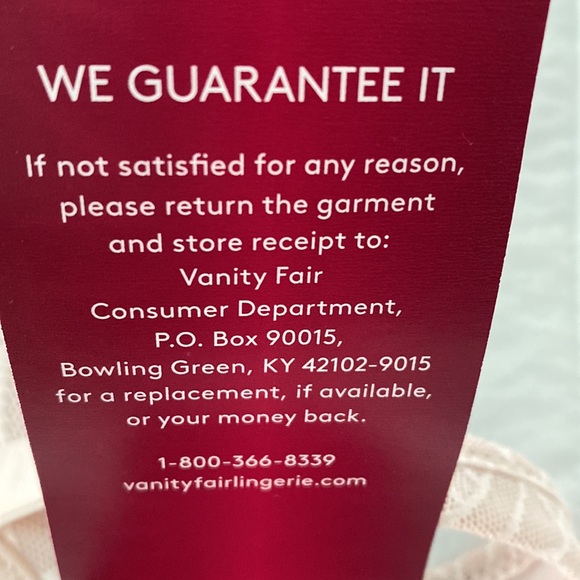 WE GUARANTEE IT
If not satisfied for any reason,
please return the garment
and store receipt to:
Vanity Fair
Consumer Department,
P.O. Box 90015,
Bowling Green, KY 42102-9015
for a replacement, if available,
or your money back.
1-800-366-8339
vanityfairlingerie.com